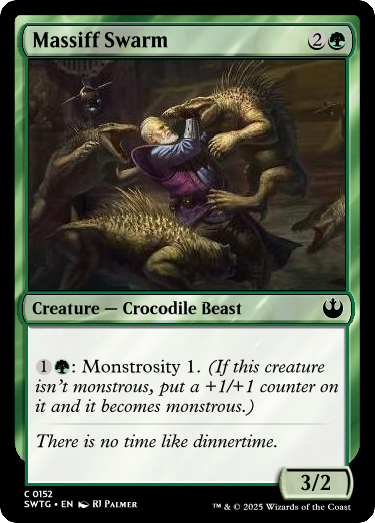 Massiff Swarm 2
Creature — Crocodile Beast
1 : Monstrosity 1. (If this creature
isn't monstrous, put a +1/+1 counter on
it and it becomes monstrous.)
There is no time like dinnertime.
3/2
C 0152
SWTG • EN RJ Palmer
™ & © 2025 Wizards of the Coast